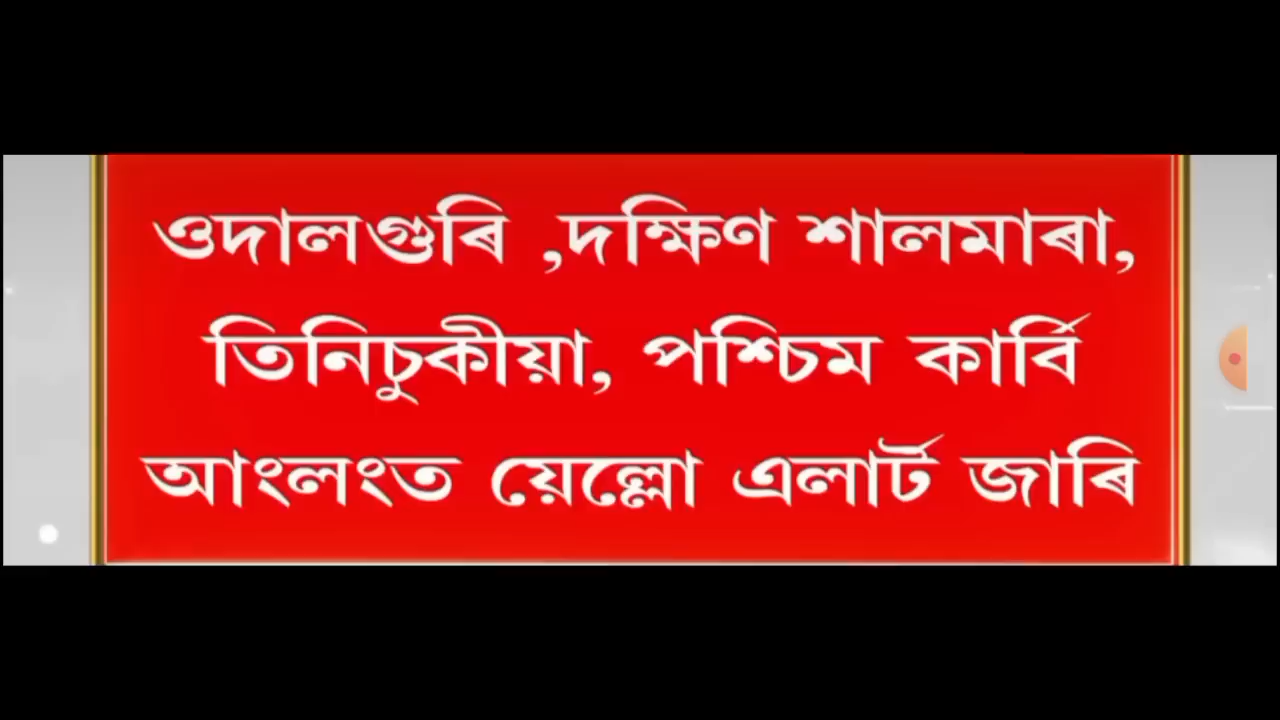 ওদালগুৰি ,দক্ষিণ শালমাৰা,
তিনিচুকীয়া, পশ্চিম কাৰ্বি
আংলংত য়েল্লো এলাৰ্ট জাৰি